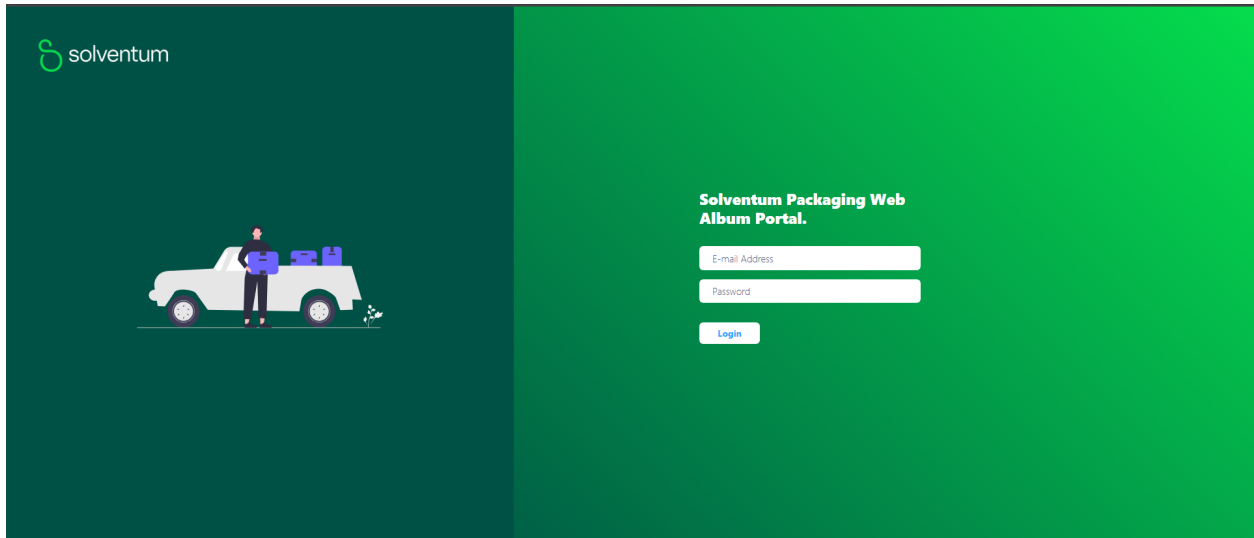 solventum
Solventum Packaging Web
Album Portal.
E-mail Address
Password
Login